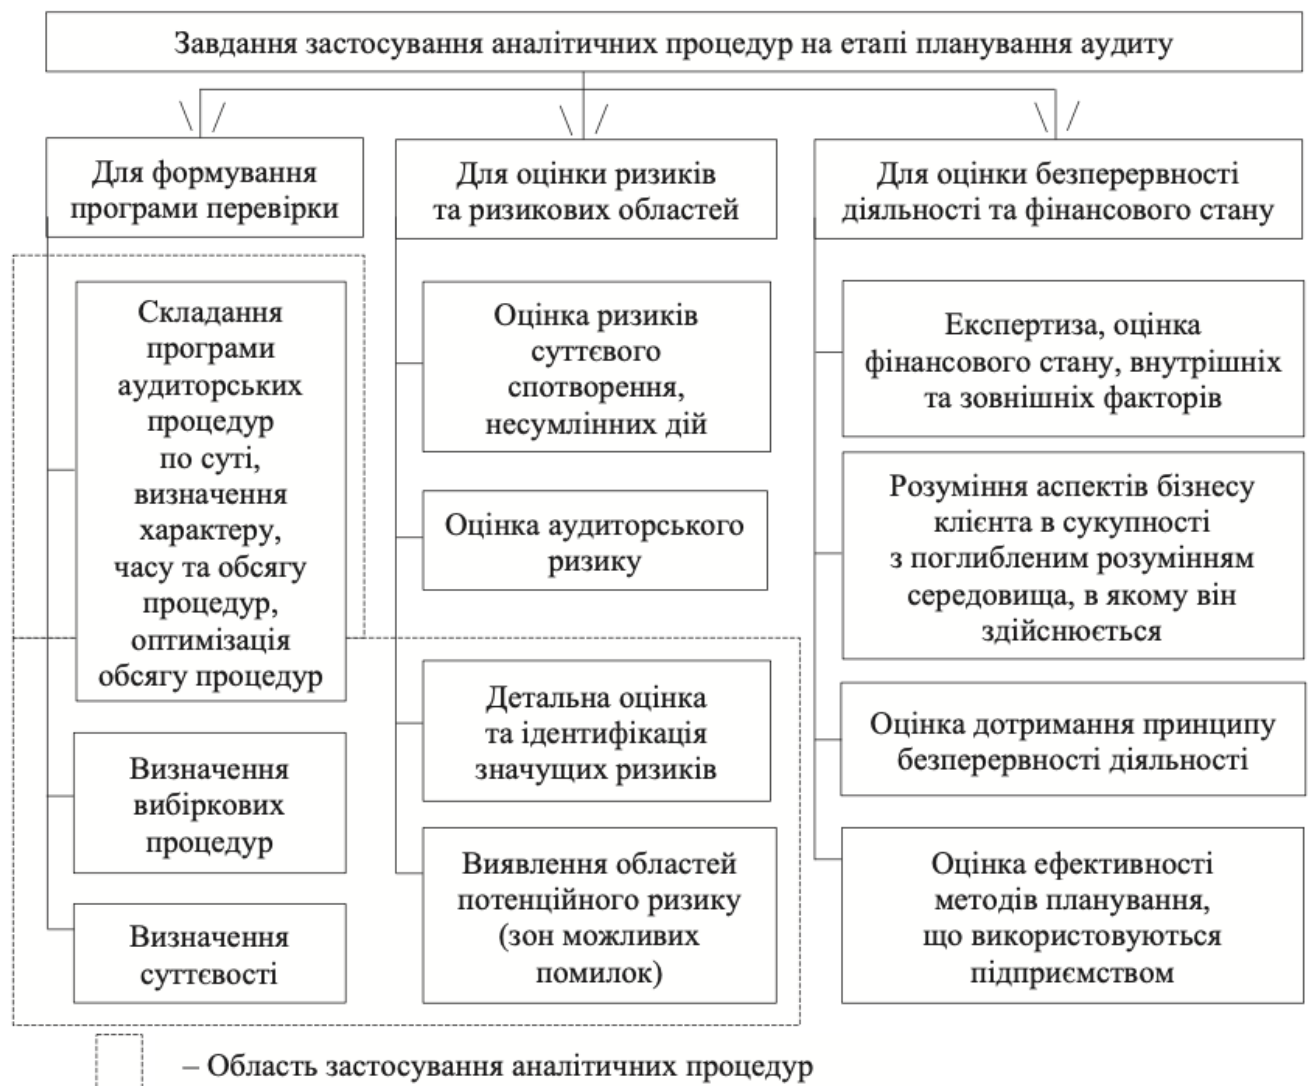 Завдання застосування аналітичних процедур на етапі планування аудиту
Для формування
програми перевірки
Складання
програми
аудиторських
процедур
по суті,
визначення
характеру,
часу та обсягу
процедур,
оптимізація
обсягу процедур
Визначення
вибіркових
процедур
Визначення
суттєвості
Для оцінки ризиків
та ризикових областей
Оцінка ризиків
суттєвого
спотворення,
несумлінних дій
Оцінка аудиторського
ризику
Детальна оцінка
та ідентифікація
значущих ризиків
Виявлення областей
потенційного ризику
(зон можливих
помилок)
Для оцінки безперервності
діяльності та фінансового стану
Експертиза, оцінка
фінансового стану, внутрішніх
та зовнішніх факторів
Розуміння аспектів бізнесу
клієнта в сукупності
з поглибленим розумінням
середовища, в якому він
здійснюється
Оцінка дотримання принципу
безперервності діяльності
Оцінка ефективності
методів планування,
що використовуються
підприємством
– Область застосування аналітичних процедур